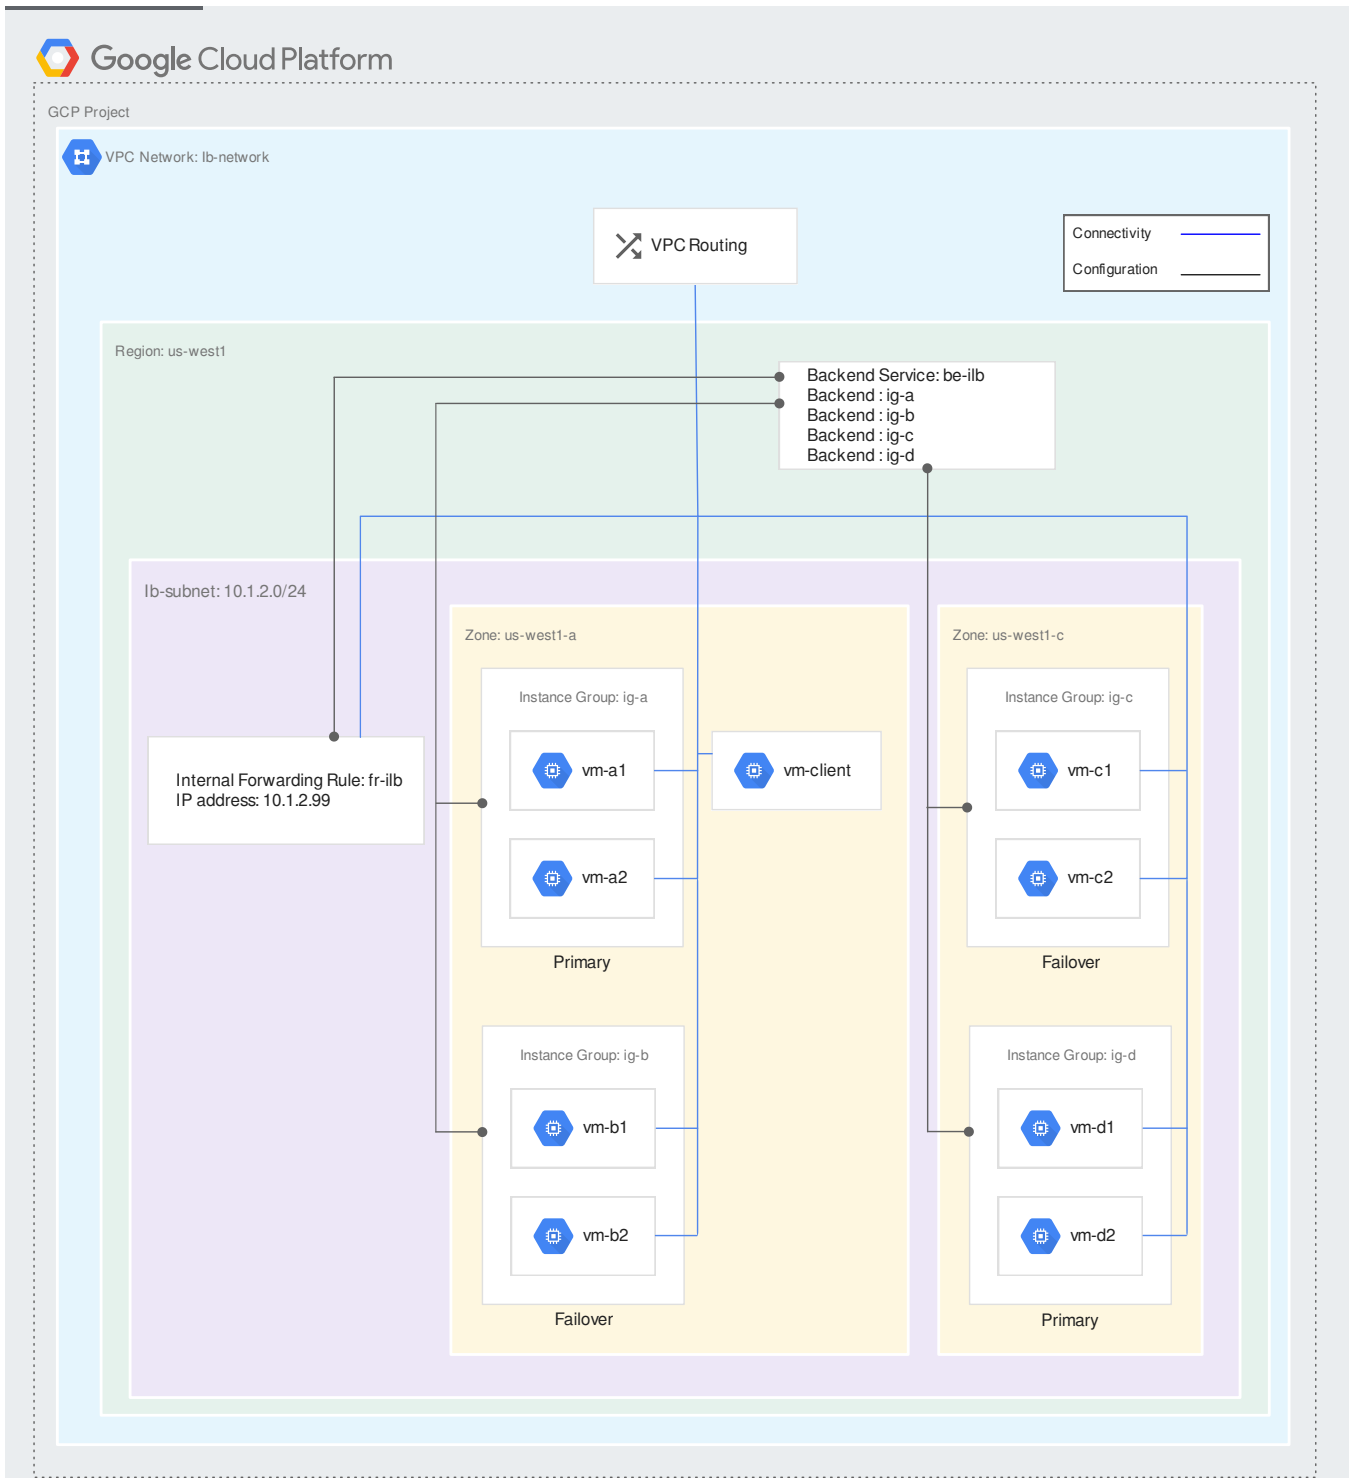 Google Cloud Platform
GCP Project
VPC Network: lb-network
VPC Routing
Connectivity
Configuration
Region: us-west1
Backend Service: be-ilb
Backend : ig-a
Backend : ig-b
Backend : ig-c
Backend : ig-d
lb-subnet: 10.1.2.0/24
Zone: us-west1-a
Zone: us-west1-c
Instance Group: ig-a
Instance Group: ig-c
Internal Forwarding Rule: fr-ilb
IP address: 10.1.2.99
vm-a1
vm-client
vm-c1
vm-a2
vm-c2
Primary
Failover
Instance Group: ig-b
Instance Group: ig-d
vm-b1
vm-d1
vm-b2
vm-d2
Failover
Primary